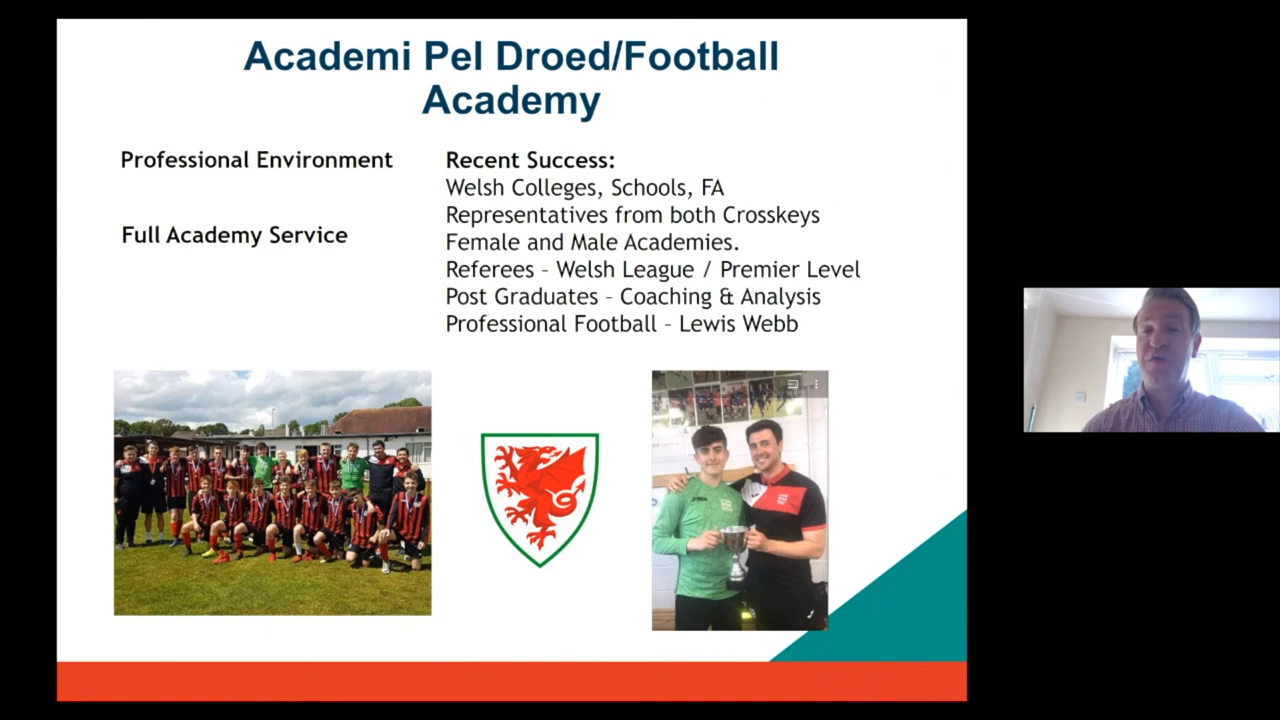 Academi Pel Droed/Football
Academy
Professional Environment
Full Academy Service
Recent Success:
Welsh Colleges, Schools, FA
Representatives from both Crosskeys
Female and Male Academies.
Referees – Welsh League / Premier Level
Post Graduates – Coaching & Analysis
Professional Football – Lewis Webb